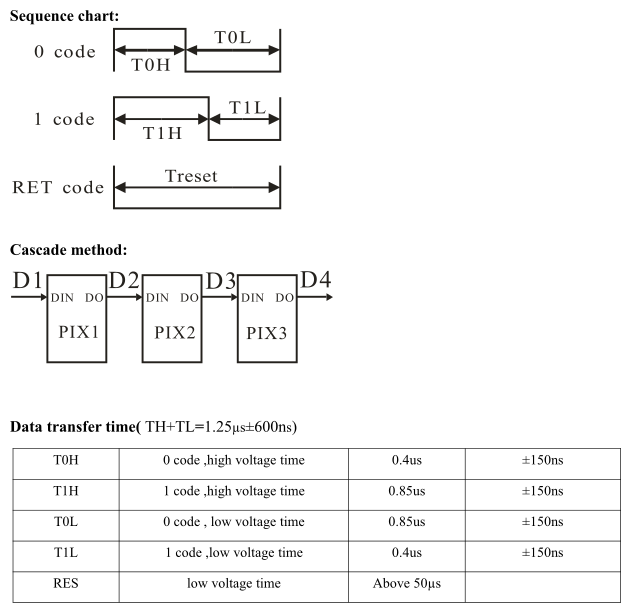 Sequence chart:
0 code
T0H
T0L
1 code
T1H
T1L
RET code
Treset
Cascade method:
D1 D2 D3 D4
DIN DO DIN DO DIN DO
PIX1 PIX2 PIX3
Data transfer time( TH+TL=1.25μs±600ns)
T0H 0 code ,high voltage time 0.4us ±150ns
T1H 1 code ,high voltage time 0.85us ±150ns
T0L 0 code , low voltage time 0.85us ±150ns
T1L 1 code ,low voltage time 0.4us ±150ns
RES low voltage time Above 50μs